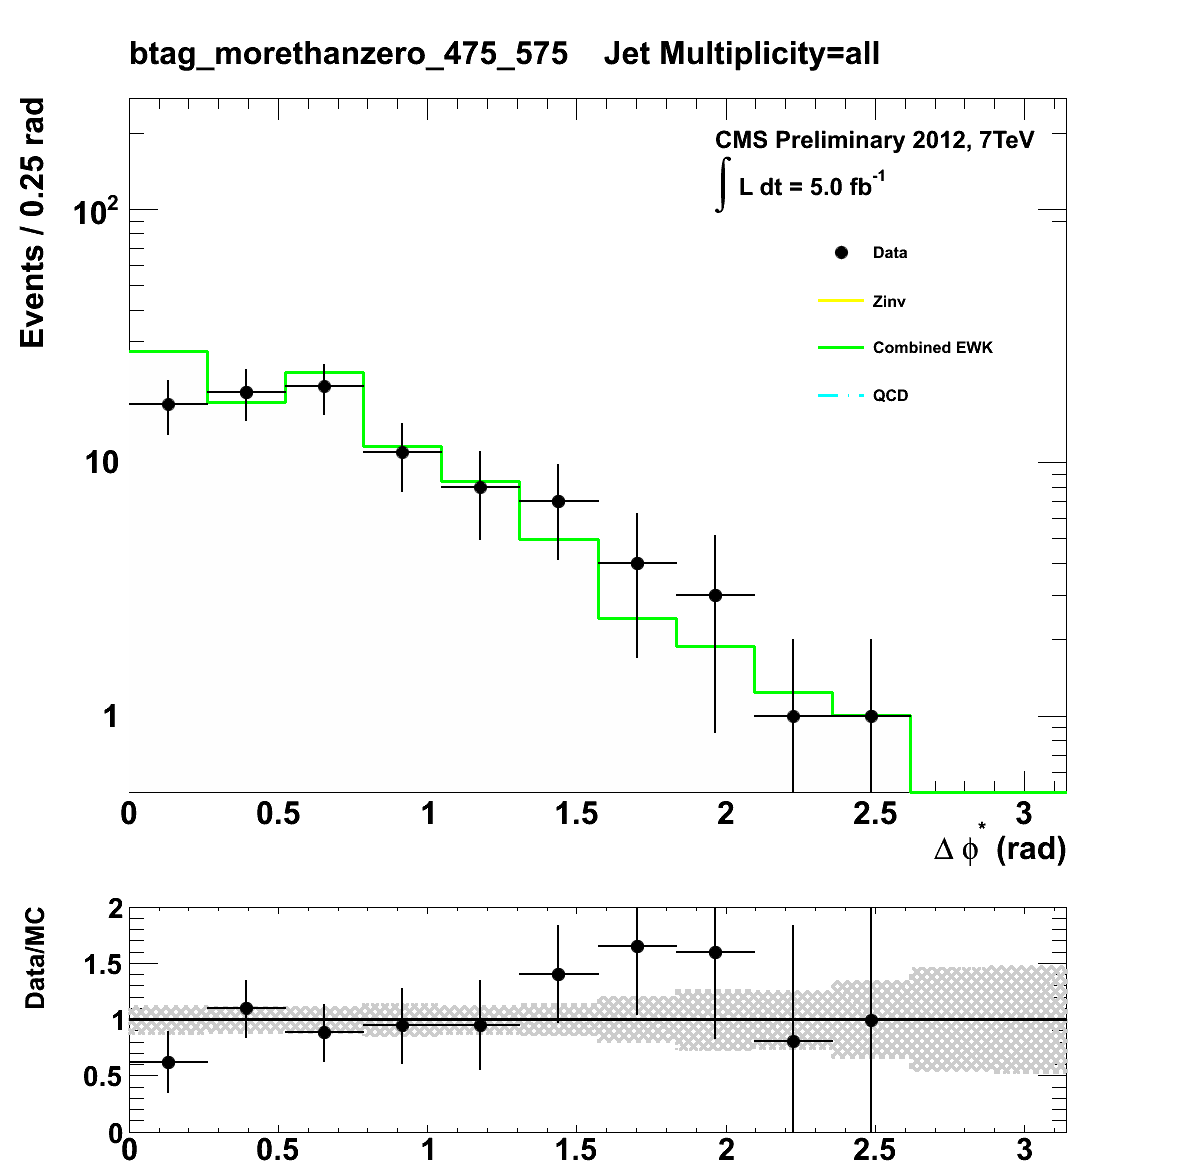 btag_morethanzero_475_575 Jet Multiplicity=all
Events / 0.25 rad
CMS Preliminary 2012, 7TeV
∫ L dt = 5.0 fb⁻¹
Data
Zinv
Combined EWK
QCD
10²
10
1
0 0.5 1 1.5 2 2.5 3
Δ ϕ* (rad)
Data/MC
2
1.5
1
0.5
0
0 0.5 1 1.5 2 2.5 3